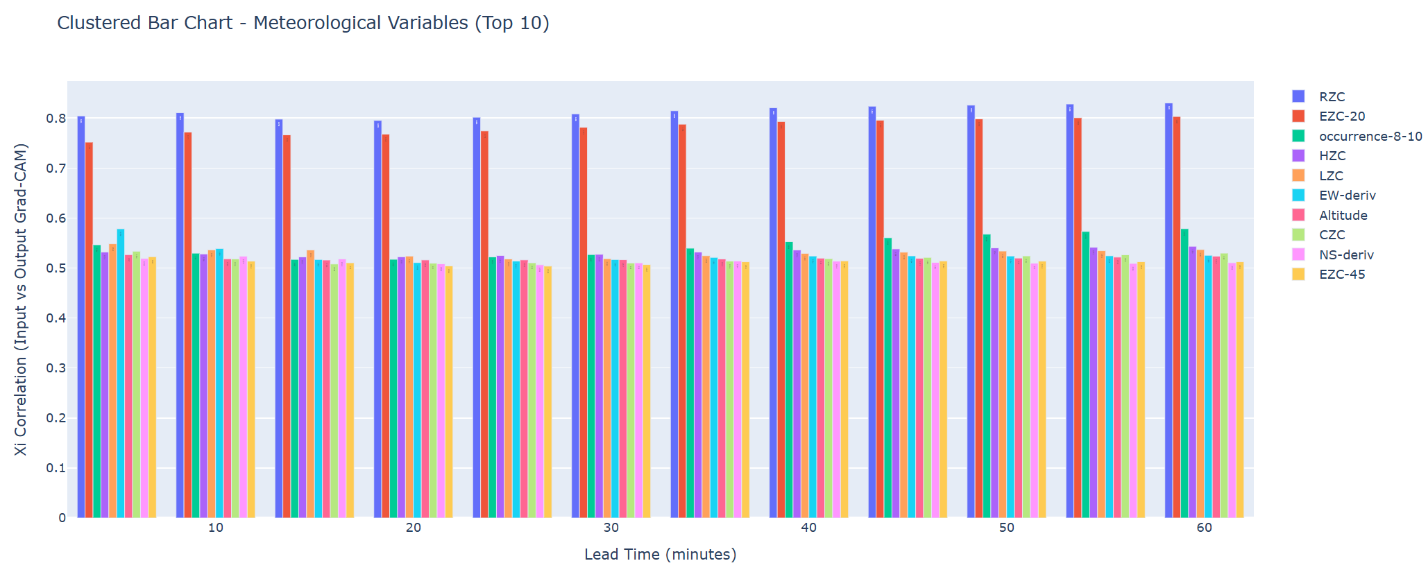 Clustered Bar Chart - Meteorological Variables (Top 10)
Xi Correlation (Input vs Output Grad-CAM)
0.8
0.7
0.6
0.5
0.4
0.3
0.2
0.1
0
10
20
30
40
50
60
Lead Time (minutes)
RZC
EZC-20
occurrence-8-10
HZC
LZC
EW-deriv
Altitude
CZC
NS-deriv
EZC-45